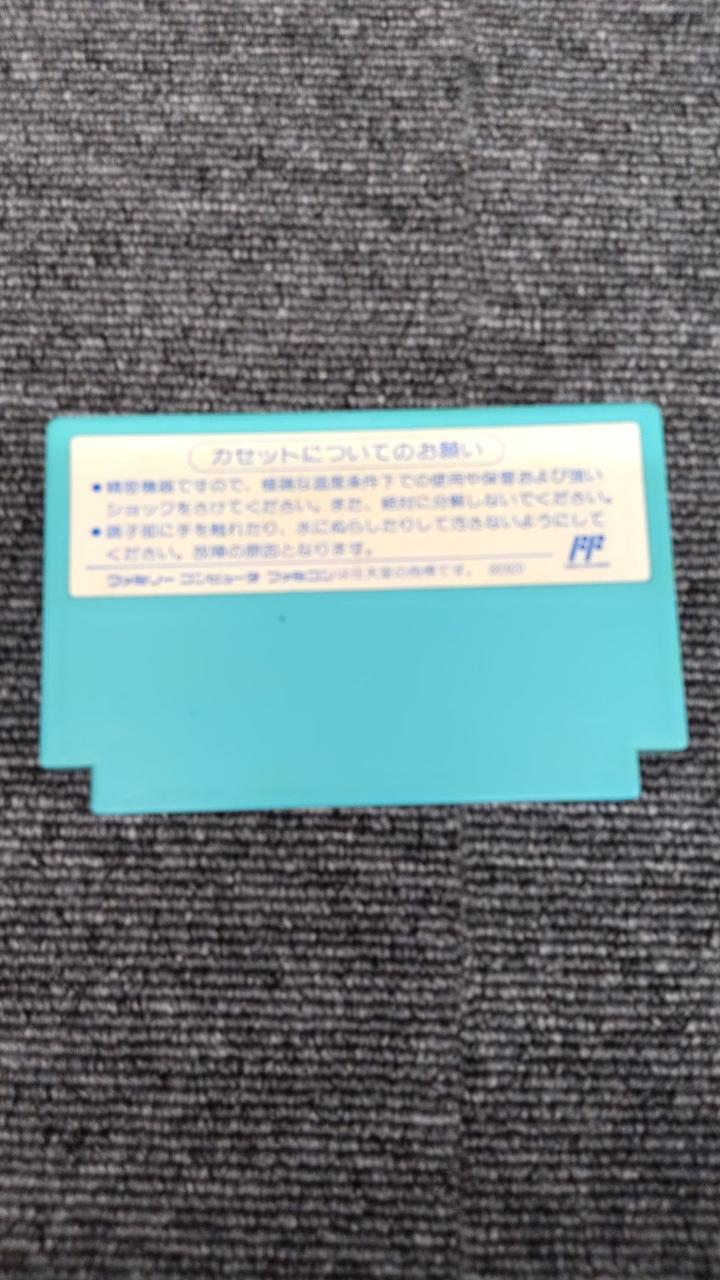 カセットについてのお願い
●精密機器ですので、極端な温度条件下での使用や保管および強い
ショックをさけてください。また、絶対に分解しないでください。
●端子部に手を触れたり、水にぬらしたりして汚さないようにして
ください。故障の原因となります。
FF
ファミリー コンピュータ ファミコンは任天堂の商標です。